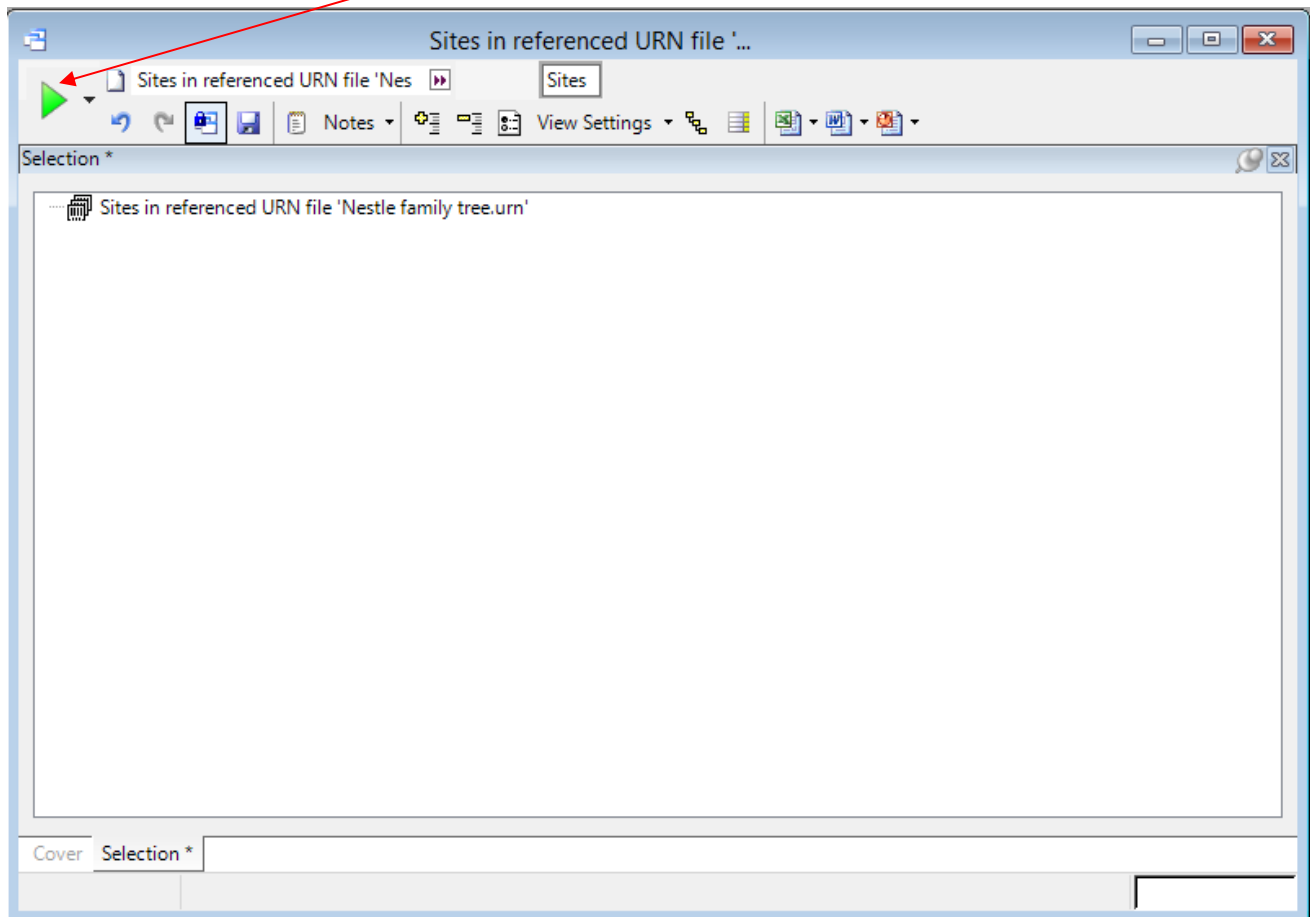 Sites in referenced URN file '...
Sites in referenced URN file 'Nes
Sites
Notes
View Settings
Selection *
Sites in referenced URN file 'Nestle family tree.urn'
Cover
Selection *